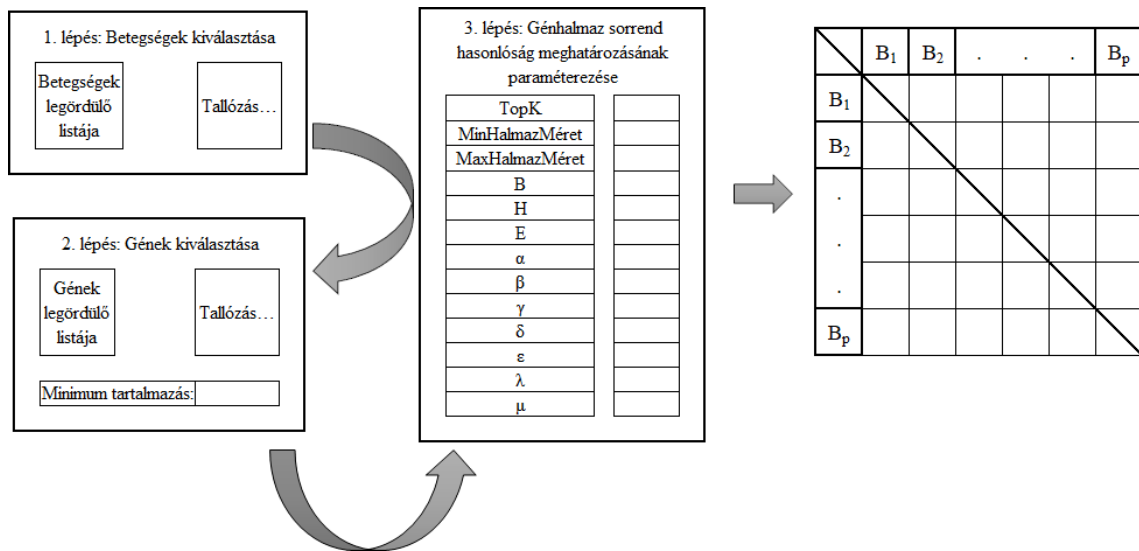 1. lépés: Betegségek kiválasztása
Betegségek
legördülő
listája
Tallózás…
2. lépés: Gének kiválasztása
Gének
legördülő
listája
Tallózás…
Minimum tartalmazás:
3. lépés: Génhalmaz sorrend
hasonlóság meghatározásának
paraméterezése
TopK
MinHalmazMéret
MaxHalmazMéret
B
H
E
α
β
γ
δ
ε
λ
μ
B₁ B₂ . . . Bₚ
B₁
B₂
.
.
.
Bₚ